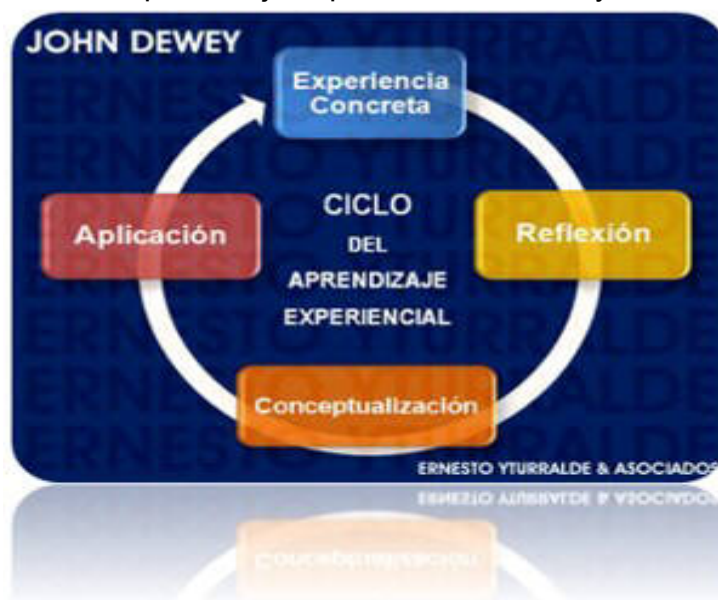 JOHN DEWEY
Experiencia
Concreta
Aplicación
CICLO
DEL
APRENDIZAJE
EXPERIENCIAL
Reflexión
Conceptualización
ERNESTO YTURRALDE & ASOCIADOS